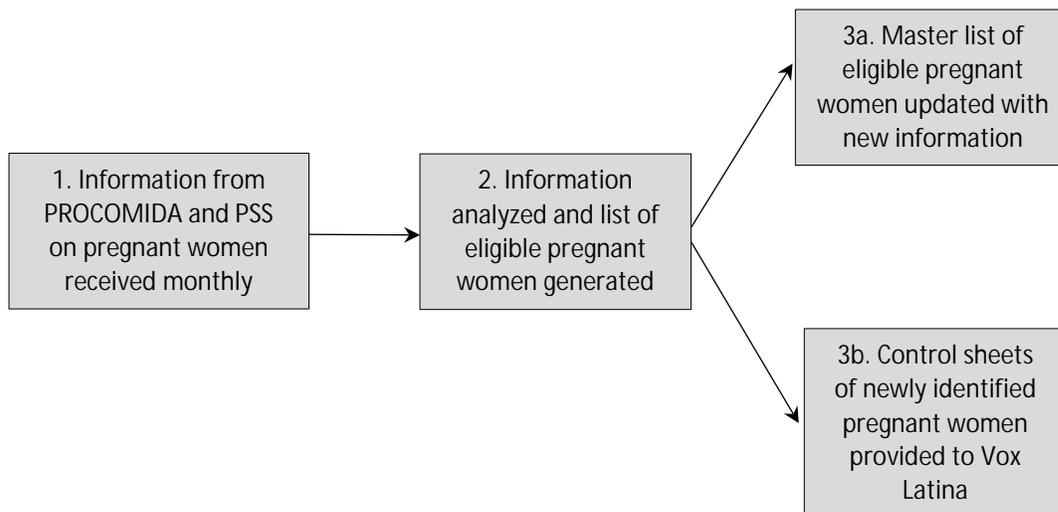 1. Information from
PROCOMIDA and PSS
on pregnant women
received monthly
2. Information
analyzed and list of
eligible pregnant
women generated
3a. Master list of
eligible pregnant
women updated with
new information
3b. Control sheets
of newly identified
pregnant women
provided to Vox
Latina